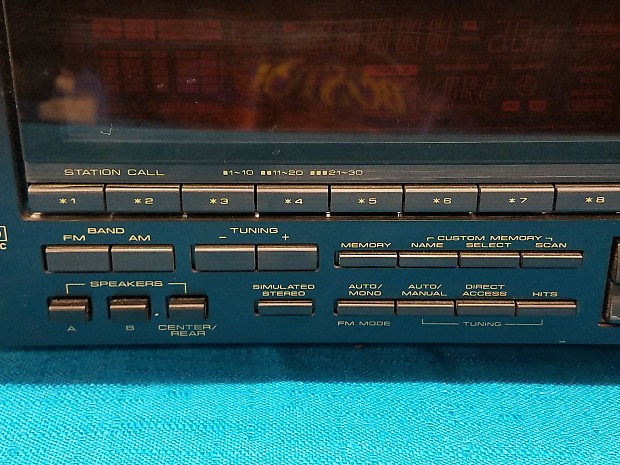 STATION CALL 1~10 11~20 21~30
*1 *2 *3 *4 *5 *6 *7 *8
BAND TUNING
FM AM - +
CUSTOM MEMORY
MEMORY NAME SELECT SCAN
SPEAKERS
SIMULATED STEREO
AUTO/MONO AUTO/MANUAL DIRECT ACCESS HITS
A B CENTER/REAR
FM MODE TUNING